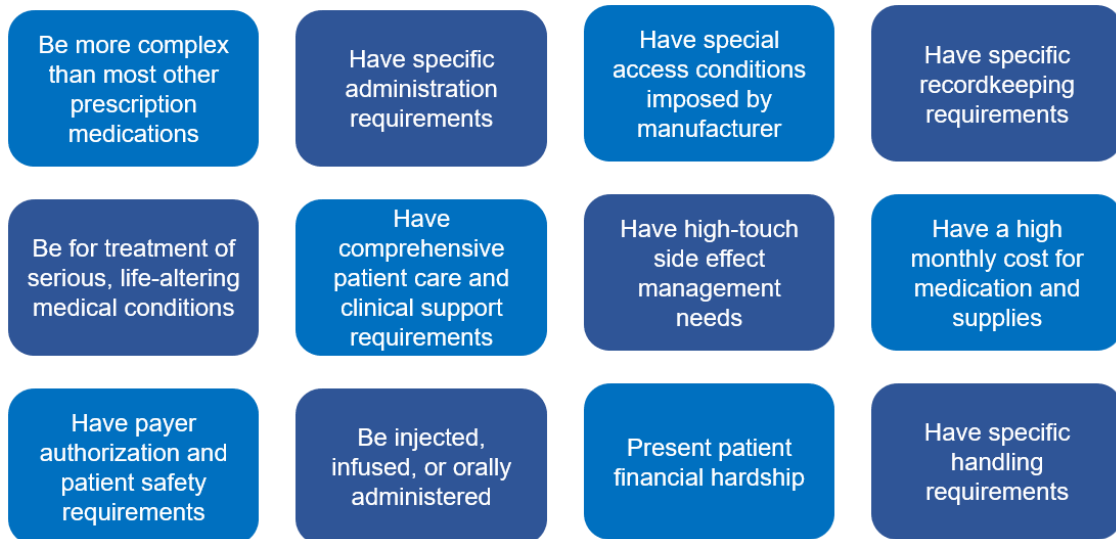 Be more complex
than most other
prescription
medications
Have specific
administration
requirements
Have special
access conditions
imposed by
manufacturer
Have specific
recordkeeping
requirements
Be for treatment of
serious, life-altering
medical conditions
Have
comprehensive
patient care and
clinical support
requirements
Have high-touch
side effect
management
needs
Have a high
monthly cost for
medication and
supplies
Have payer
authorization and
patient safety
requirements
Be injected,
infused, or orally
administered
Present patient
financial hardship
Have specific
handling
requirements